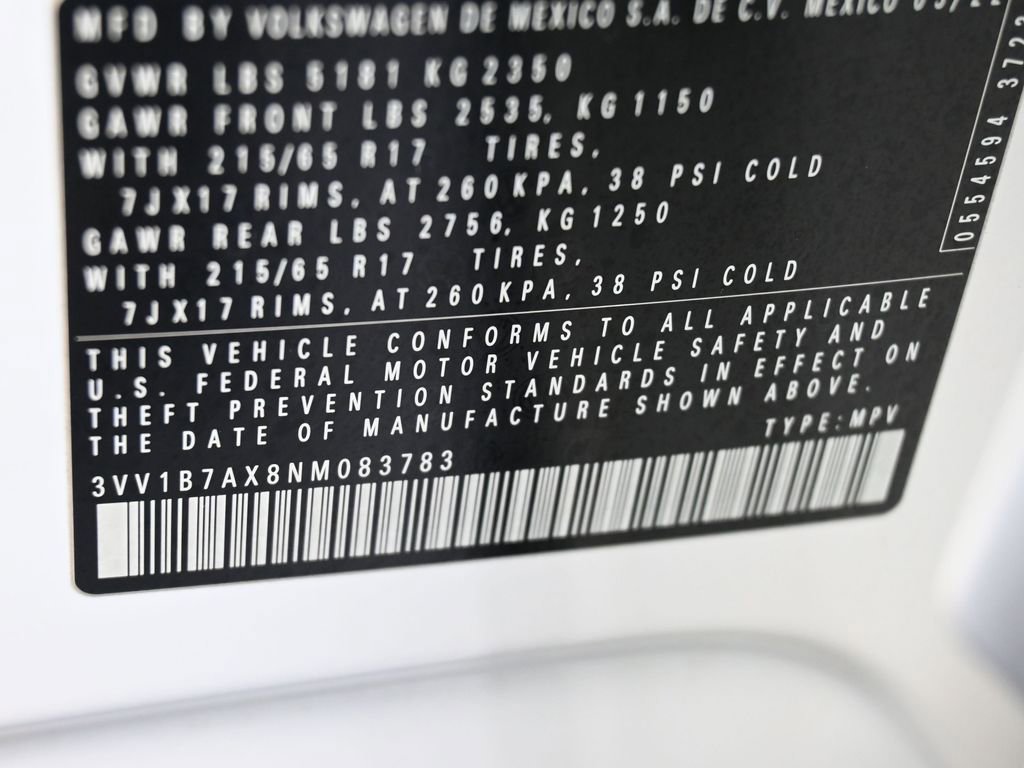 MFD BY VOLKSWAGEN DE MEXICO S.A. DE C.V. MEXICO
GVWR LBS 5181 KG 2350
GAWR FRONT LBS 2535, KG 1150
WITH 215/65 R17 TIRES,
7JX17 RIMS, AT 260 KPA, 38 PSI COLD
GAWR REAR LBS 2756, KG 1250
WITH 215/65 R17 TIRES,
7JX17 RIMS, AT 260 KPA, 38 PSI COLD
THIS VEHICLE CONFORMS TO ALL APPLICABLE
U.S. FEDERAL MOTOR VEHICLE SAFETY AND
THEFT PREVENTION STANDARDS IN EFFECT ON
THE DATE OF MANUFACTURE SHOWN ABOVE.
TYPE:MPV
3VV1B7AX8NM083783
0554594